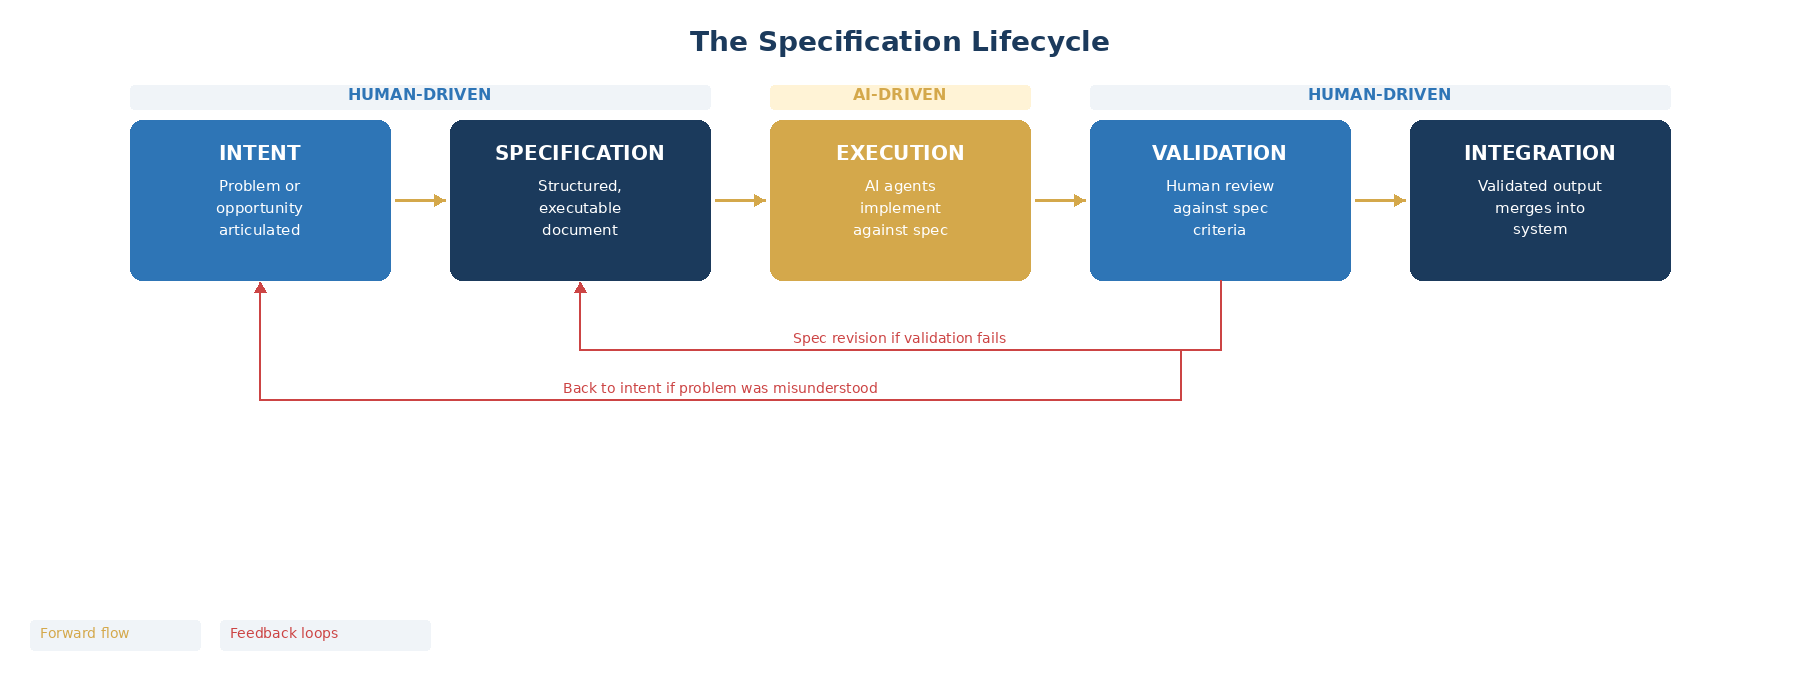 The Specification Lifecycle
HUMAN-DRIVEN
AI-DRIVEN
HUMAN-DRIVEN
INTENT
Problem or
opportunity
articulated
SPECIFICATION
Structured,
executable
document
EXECUTION
AI agents
implement
against spec
VALIDATION
Human review
against spec
criteria
INTEGRATION
Validated output
merges into
system
Spec revision if validation fails
Back to intent if problem was misunderstood
Forward flow
Feedback loops